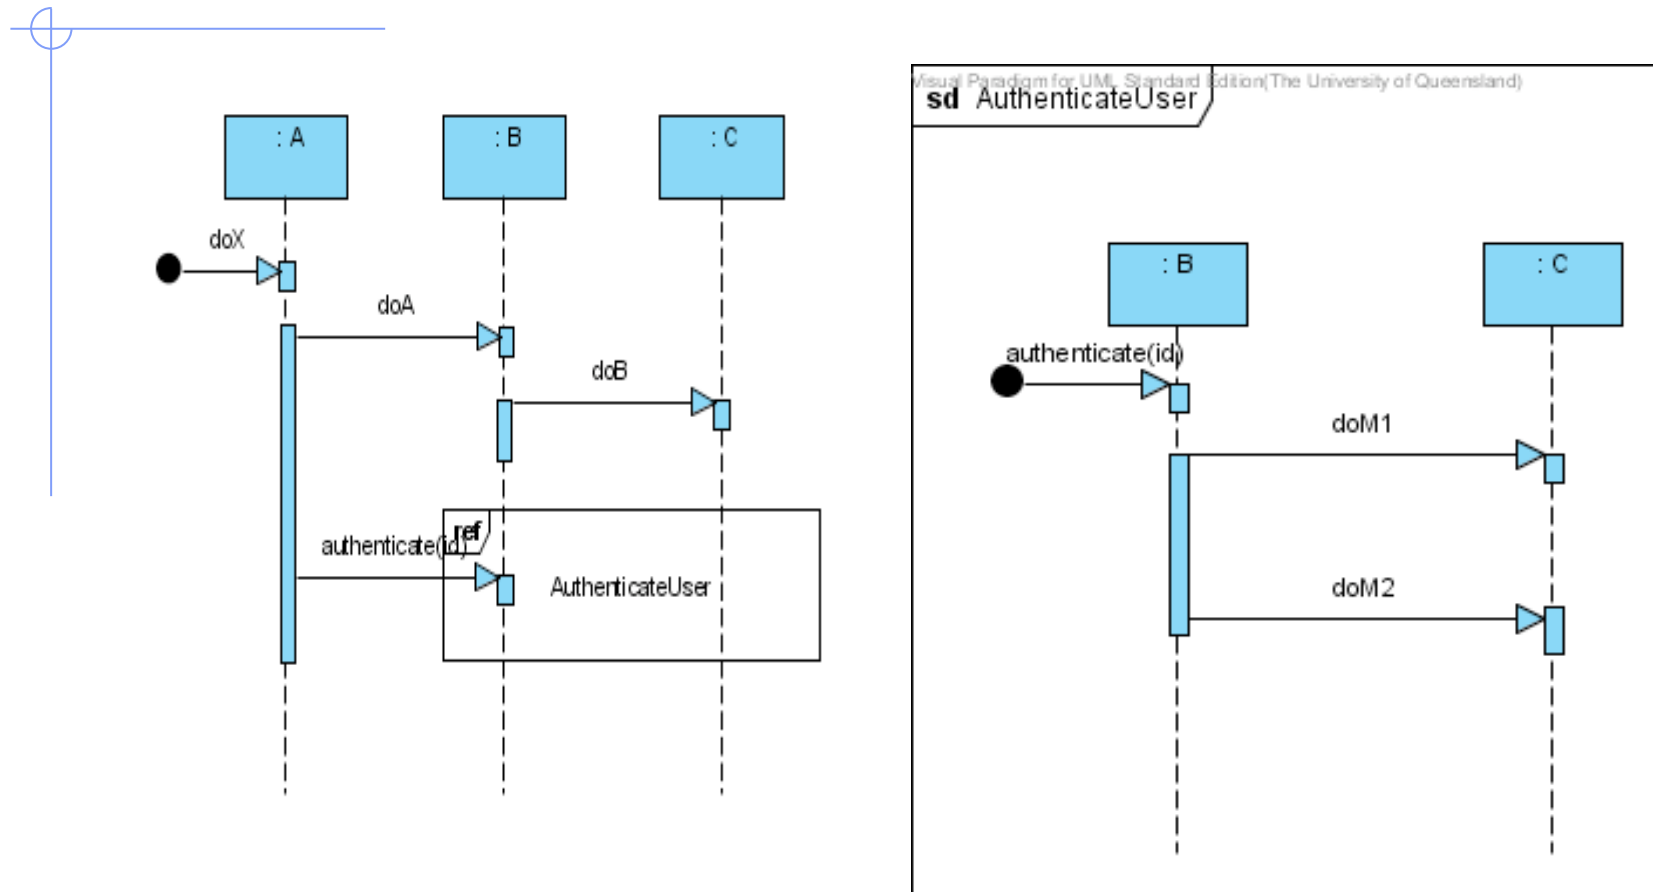 : A
: B
: C
doX
doA
doB
ref
authenticate(id)
AuthenticateUser
Visual Paradigm for UML Standard Edition(The University of Queensland)
sd AuthenticateUser
: B
: C
authenticate(id)
doM1
doM2